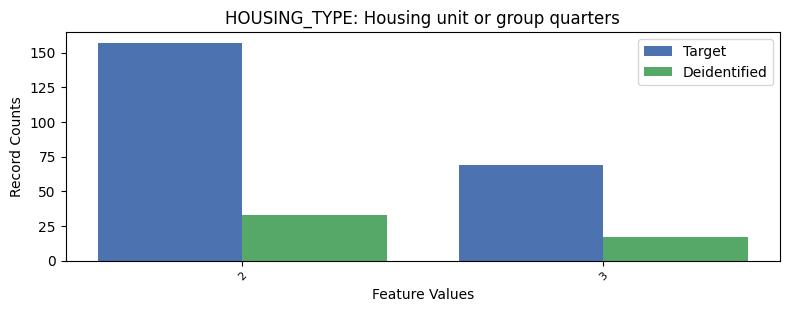 HOUSING_TYPE: Housing unit or group quarters
Target
Deidentified
Record Counts
150
125
100
75
50
25
0
2
3
Feature Values